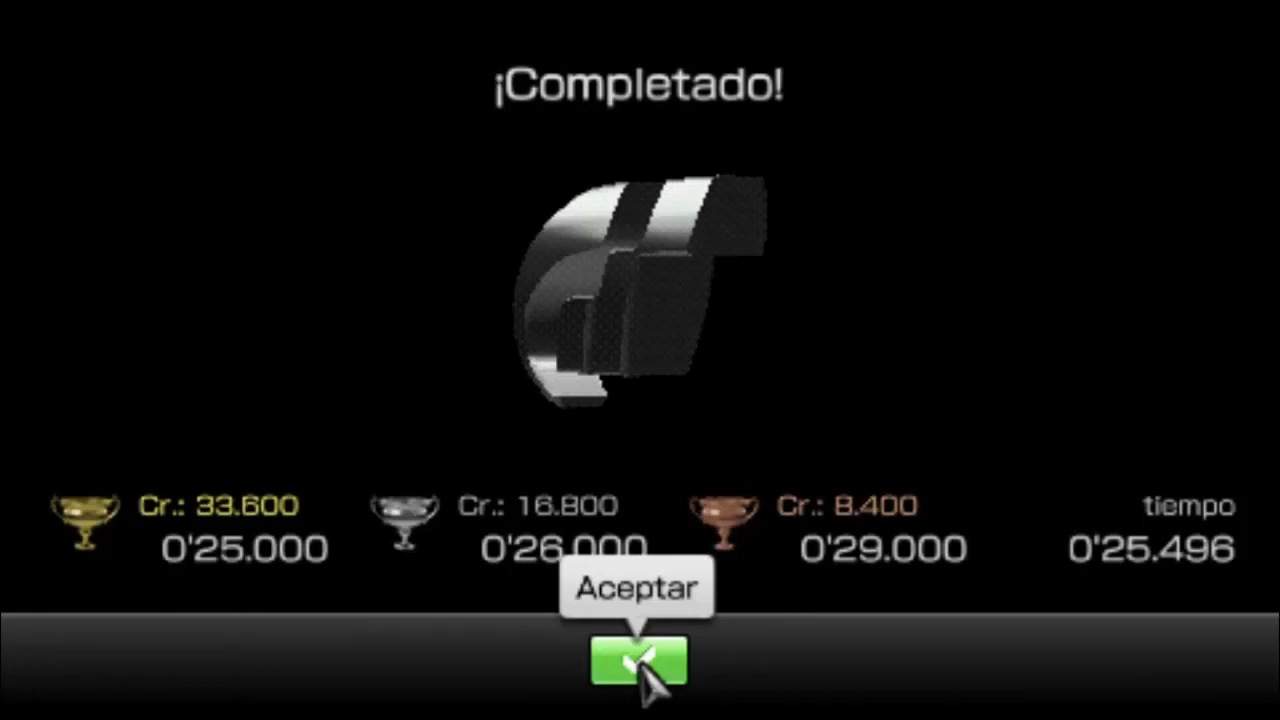 ¡Completado!
Cr.: 33.600
0'25.000
Cr.: 16.800
0'26.000
Cr.: 8.400
0'29.000
tiempo
0'25.496
Aceptar